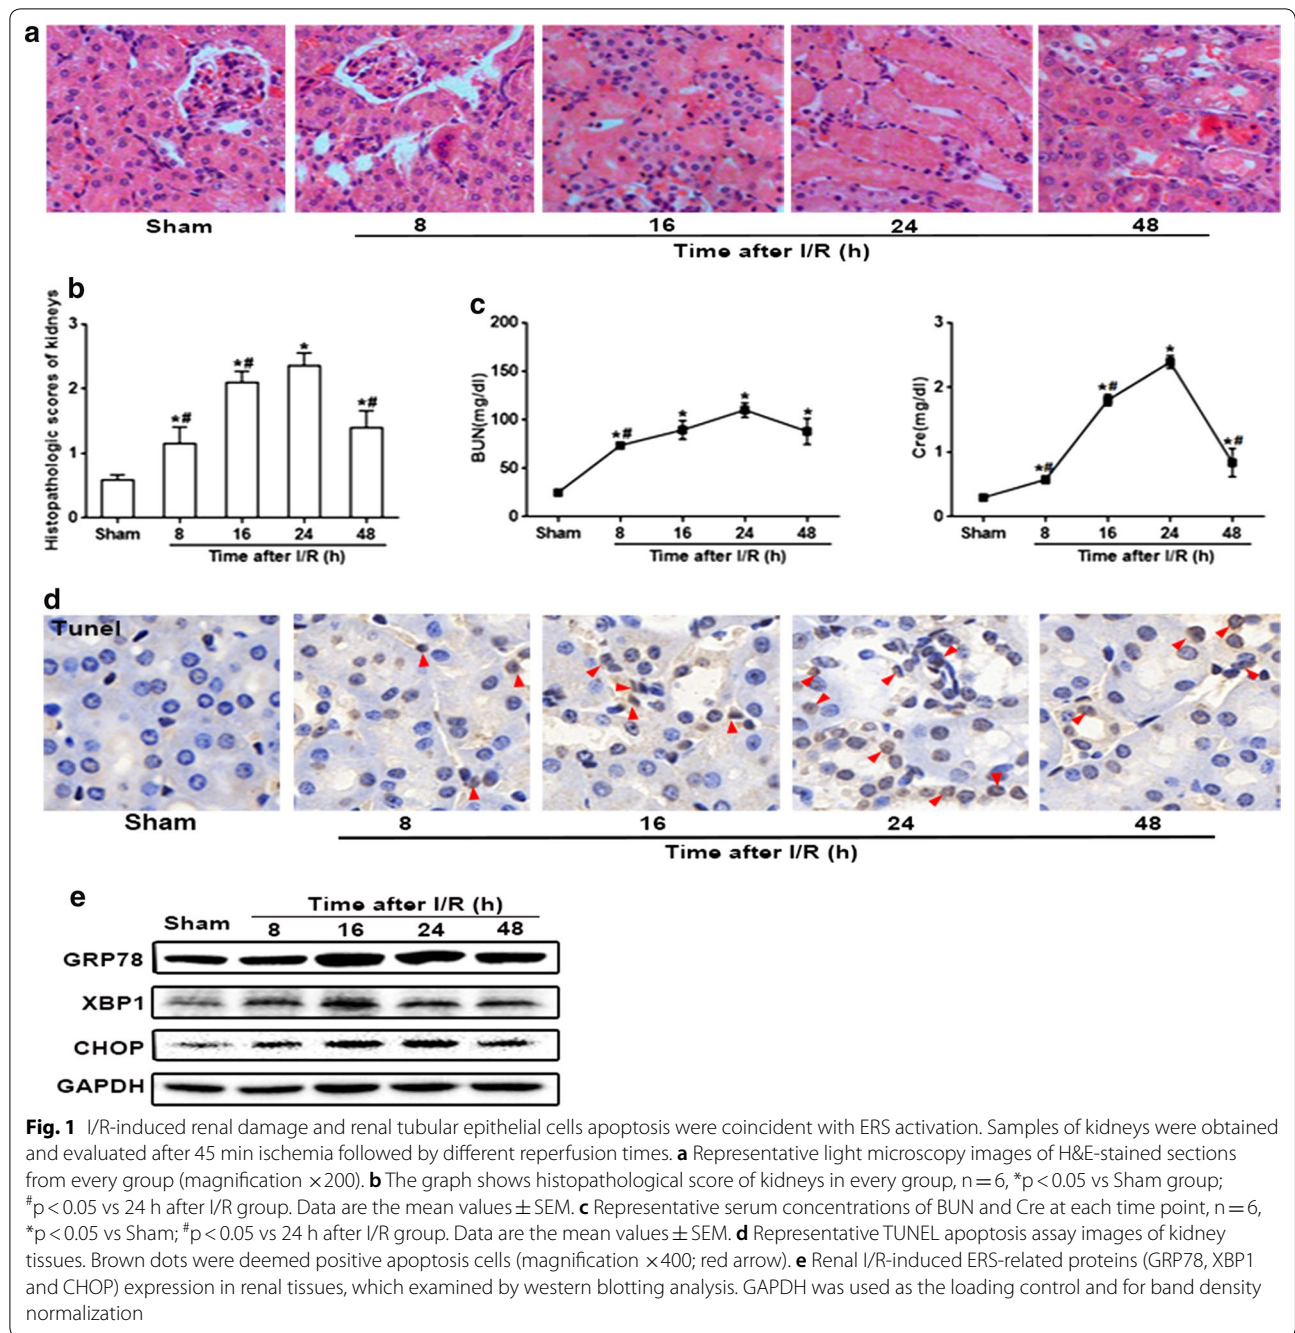 a
Sham
8 16 24 48
Time after I/R (h)
b
Histopathologic scores of kidneys
3
2
1
0
*#
*#
*
*#
Sham 8 16 24 48
Time after I/R (h)
c
BUN(mg/dl)
200
150
100
50
0
*#
*
*
*
Sham 8 16 24 48
Time after I/R (h)
Cre(mg/dl)
3
2
1
0
*#
*#
*
*#
Sham 8 16 24 48
Time after I/R (h)
d
Tunel
Sham
8 16 24 48
Time after I/R (h)
e
Time after I/R (h)
Sham 8 16 24 48
GRP78
XBP1
CHOP
GAPDH
Fig. 1 I/R-induced renal damage and renal tubular epithelial cells apoptosis were coincident with ERS activation. Samples of kidneys were obtained
and evaluated after 45 min ischemia followed by different reperfusion times. a Representative light microscopy images of H&E-stained sections
from every group (magnification ×200). b The graph shows histopathological score of kidneys in every group, n = 6, *p < 0.05 vs Sham group;
#p < 0.05 vs 24 h after I/R group. Data are the mean values ± SEM. c Representative serum concentrations of BUN and Cre at each time point, n = 6,
*p < 0.05 vs Sham; #p < 0.05 vs 24 h after I/R group. Data are the mean values ± SEM. d Representative TUNEL apoptosis assay images of kidney
tissues. Brown dots were deemed positive apoptosis cells (magnification ×400; red arrow). e Renal I/R-induced ERS-related proteins (GRP78, XBP1
and CHOP) expression in renal tissues, which examined by western blotting analysis. GAPDH was used as the loading control and for band density
normalization